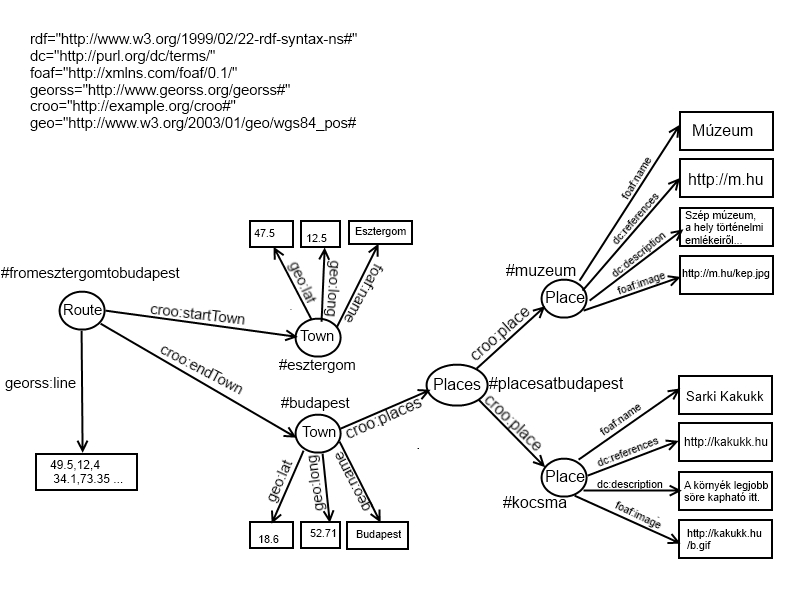 rdf="http://www.w3.org/1999/02/22-rdf-syntax-ns#"
dc="http://purl.org/dc/terms/"
foaf="http://xmlns.com/foaf/0.1/"
georss="http://www.georss.org/georss#"
croo="http://example.org/croo#"
geo="http://www.w3.org/2003/01/geo/wgs84_pos#
#fromesztergomtobudapest
Route
georss:line
49.5,12,4
34.1,73.35 ...
croo:startTown
croo:endTown
47.5
12.5
Esztergom
geo:lat
geo:long
foaf:name
Town
#esztergom
#budapest
Town
geo:lat
geo:long
geo:name
18.6
52.71
Budapest
croo:places
Places
#placesatbudapest
croo:place
croo:place
#muzeum
Place
foaf:name
dc:references
dc:description
foaf:image
Múzeum
http://m.hu
Szép múzeum,
a hely történelmi
emlékeiről...
http://m.hu/kep.jpg
Place
#kocsma
foaf:name
dc:references
dc:description
foaf:image
Sarki Kakukk
http://kakukk.hu
A környék legjobb
söre kapható itt.
http://kakukk.hu
/b.gif